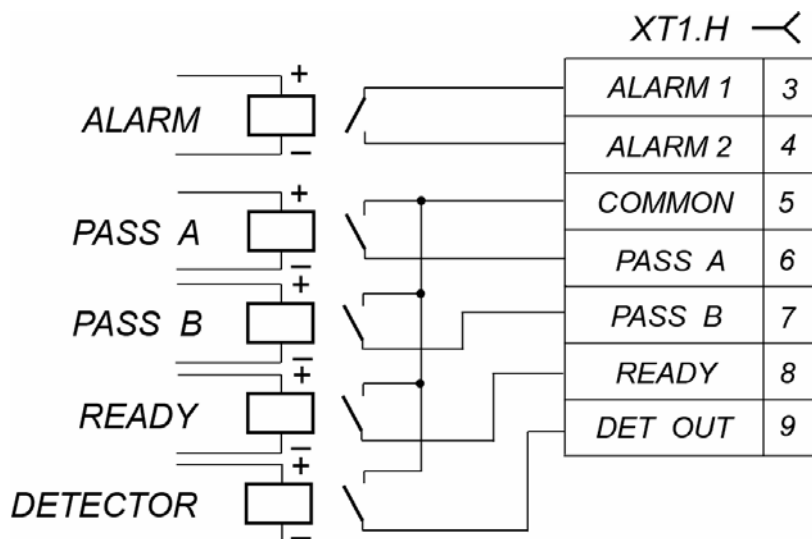 XT1.H
ALARM
+
−
ALARM 1 3
ALARM 2 4
PASS A
+
−
COMMON 5
PASS A 6
PASS B
+
−
PASS B 7
READY
+
−
READY 8
DETECTOR
+
−
DET OUT 9